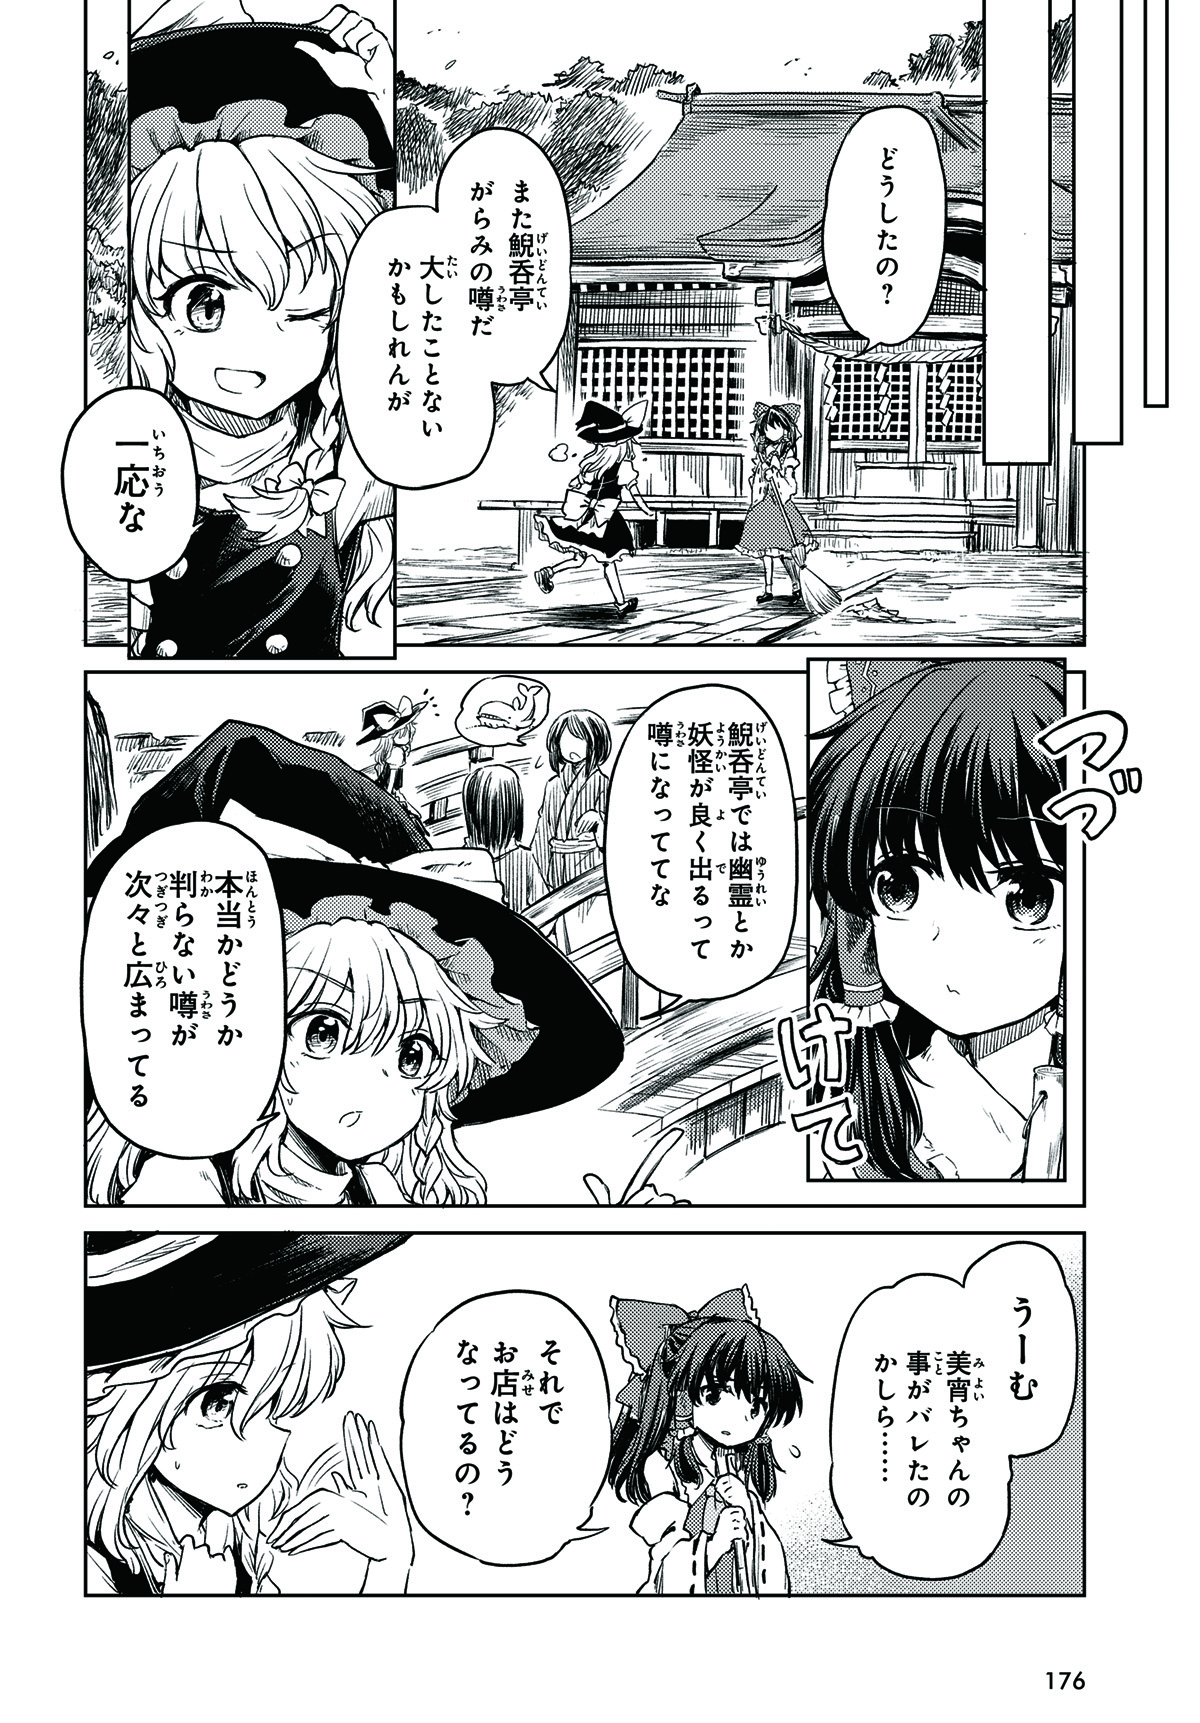 どうしたの？
また鯢呑亭
がらみの噂だ
大したことない
かもしれんが
一応な
つづけて
鯢呑亭では幽霊とか
妖怪が良く出るって
噂になっててな
本当かどうか
判らない噂が
次々と広まってる
うーむ
美宵ちゃんの
事がバレたの
かしら……
それで
お店はどう
なってるの？
176